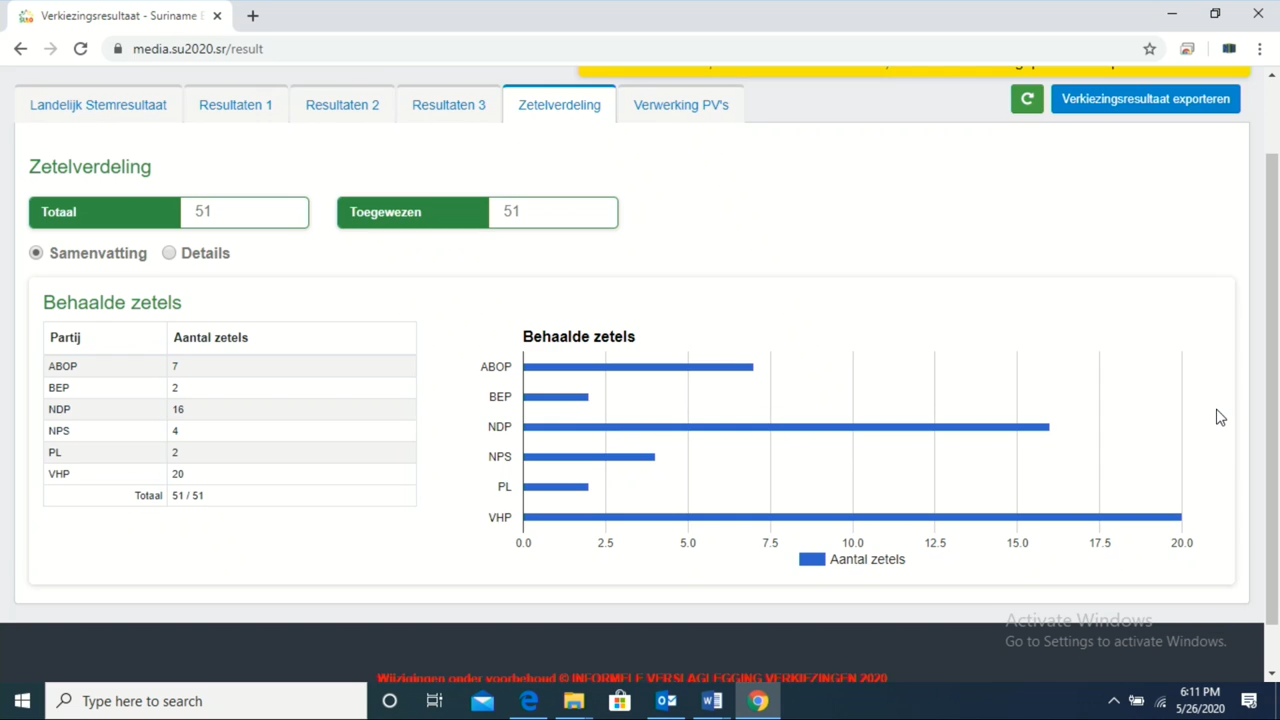 Verkiezingsresultaat - Suriname E
media.su2020.sr/result
Landelijk Stemresultaat
Resultaten 1
Resultaten 2
Resultaten 3
Zetelverdeling
Verwerking PV's
Verkiezingsresultaat exporteren
Zetelverdeling
Totaal 51
Toegewezen 51
Samenvatting
Details
Behaalde zetels
Partij Aantal zetels
ABOP 7
BEP 2
NDP 16
NPS 4
PL 2
VHP 20
Totaal 51 / 51
Behaalde zetels
ABOP
BEP
NDP
NPS
PL
VHP
0.0 2.5 5.0 7.5 10.0 12.5 15.0 17.5 20.0
Aantal zetels
Activate Windows
Go to Settings to activate Windows.
Wijzigingen onder voorbehoud © INFORMELE VERSLAGLEGGING VERKIEZINGEN 2020
Type here to search
6:11 PM
5/26/2020